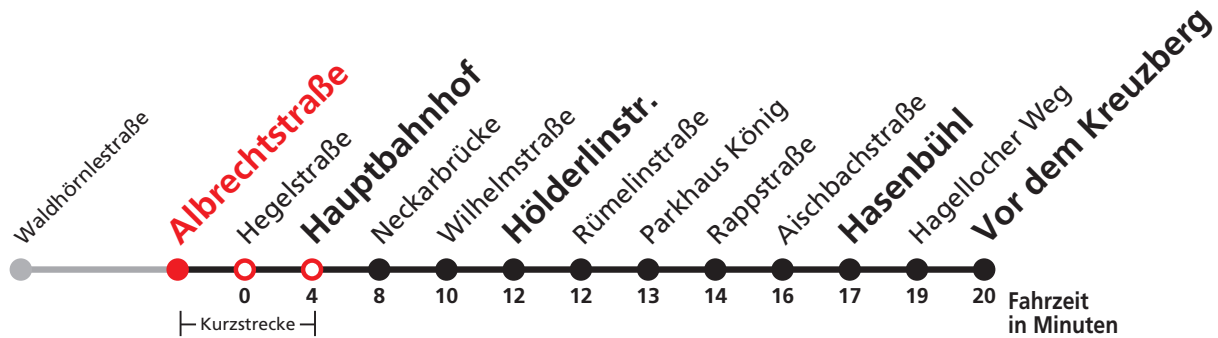 Waldhörnlestraße
Albrechtstraße
Hegelstraße
Hauptbahnhof
Neckarbrücke
Wilhelmstraße
Hölderlinstr.
Rümelinstraße
Parkhaus König
Rappstraße
Aischbachstraße
Hasenbühl
Hagellocher Weg
Vor dem Kreuzberg
0 4 8 10 12 12 13 14 16 17 19 20
Fahrzeit
in Minuten
Kurzstrecke